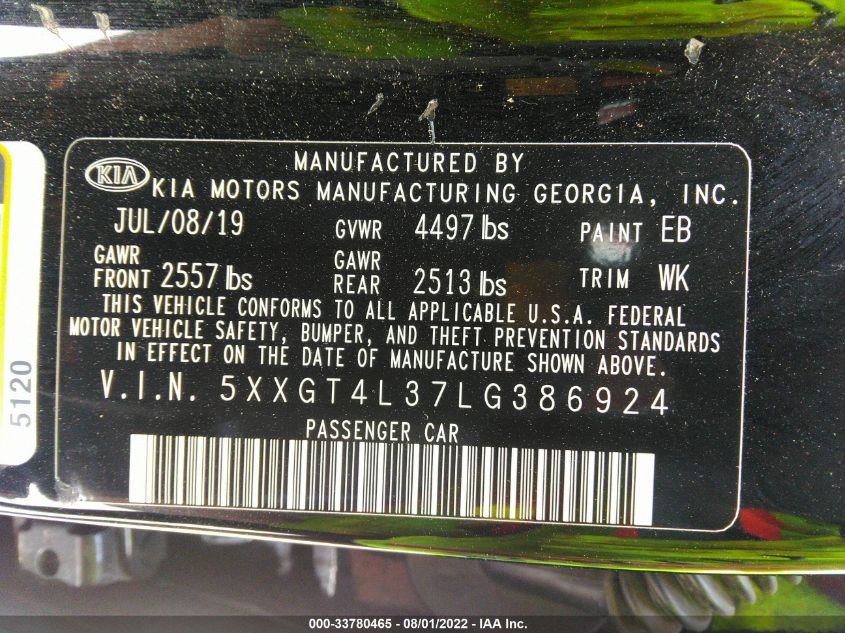 MANUFACTURED BY
KIA KIA MOTORS MANUFACTURING GEORGIA, INC.
JUL/08/19 GVWR 4497 lbs PAINT EB
GAWR FRONT 2557 lbs GAWR REAR 2513 lbs TRIM WK
THIS VEHICLE CONFORMS TO ALL APPLICABLE U.S.A. FEDERAL
MOTOR VEHICLE SAFETY, BUMPER, AND THEFT PREVENTION STANDARDS
IN EFFECT ON THE DATE OF MANUFACTURE SHOWN ABOVE.
V.I.N. 5XXGT4L37LG386924
PASSENGER CAR
5120
000-33780465 - 08/01/2022 - IAA Inc.